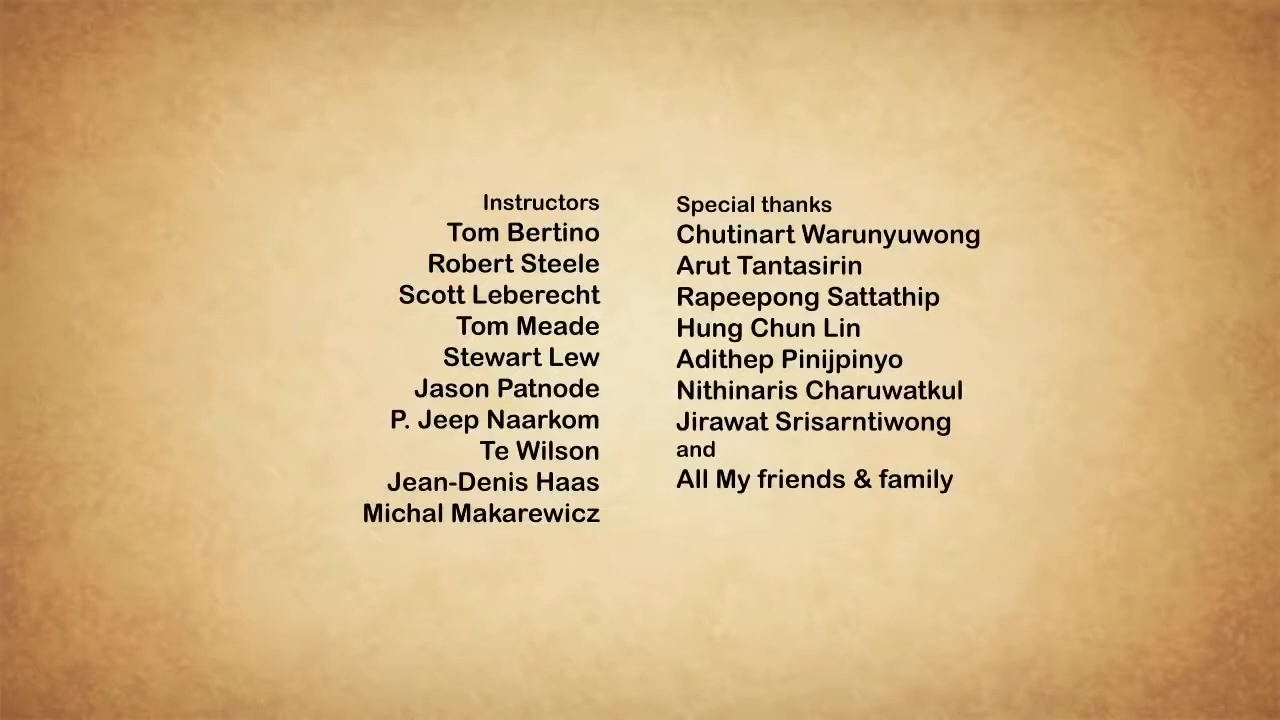 Instructors
Tom Bertino
Robert Steele
Scott Leberecht
Tom Meade
Stewart Lew
Jason Patnode
P. Jeep Naarkom
Te Wilson
Jean-Denis Haas
Michal Makarewicz
Special thanks
Chutinart Warunyuwong
Arut Tantasirin
Rapeepong Sattathip
Hung Chun Lin
Adithep Pinijpinyo
Nithinaris Charuwatkul
Jirawat Srisarntiwong
and
All My friends & family